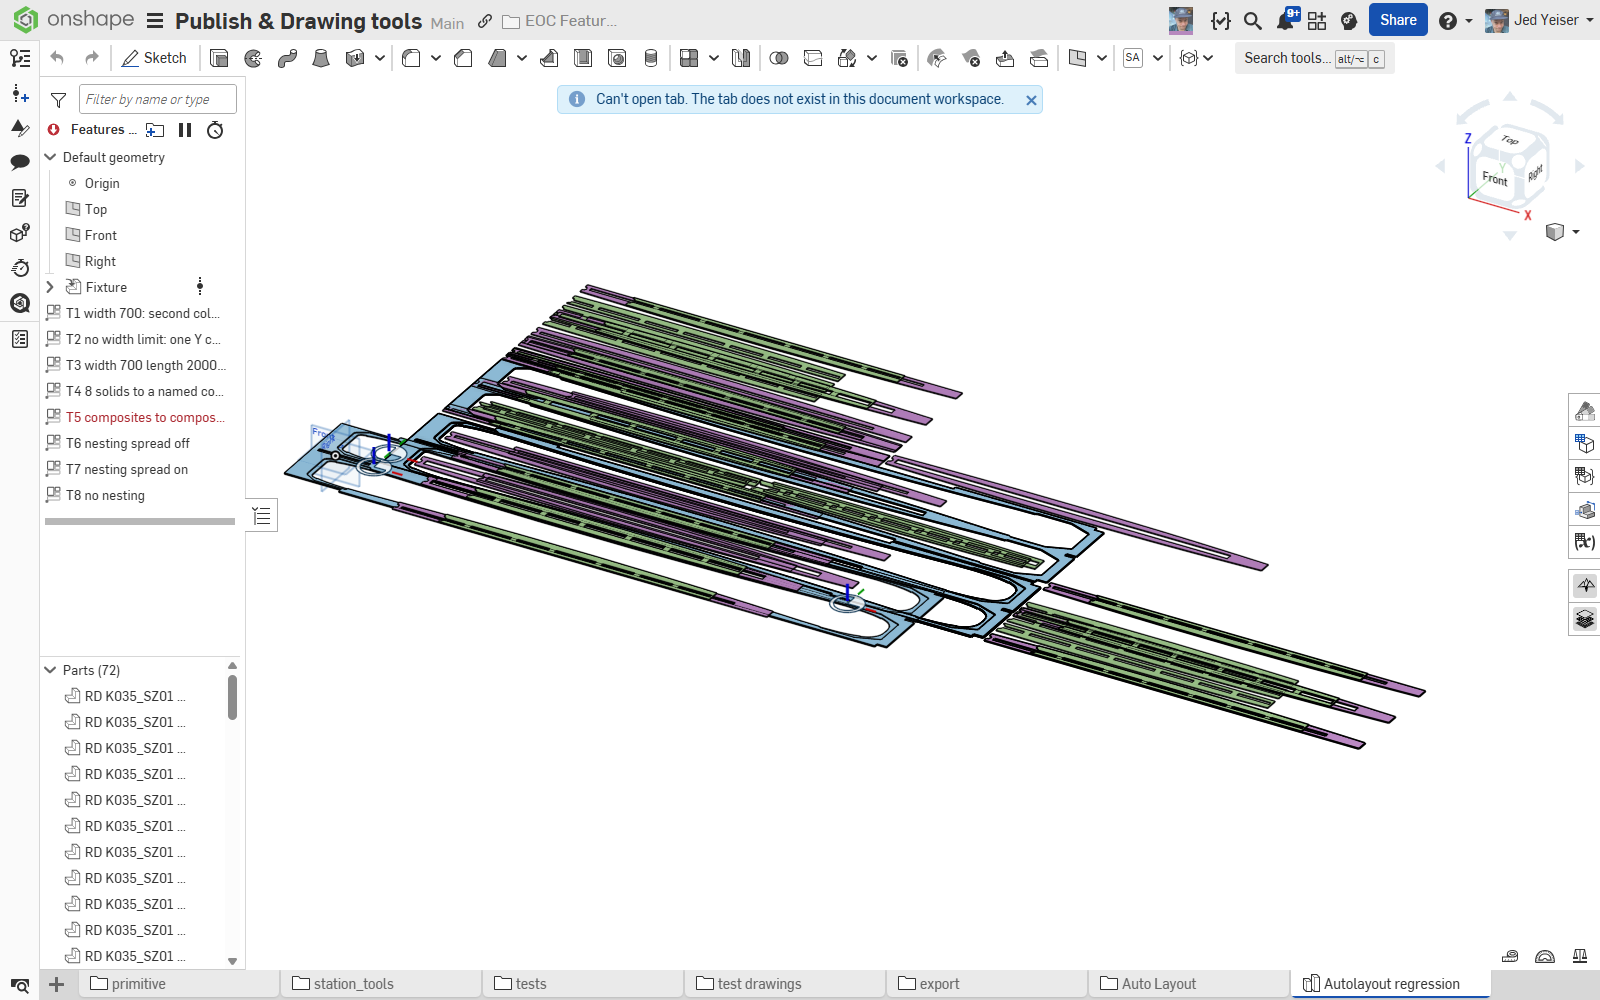 onshape
Publish & Drawing tools
Main
EOC Featur...
9+
Share
Jed Yeiser
Sketch
SA
Search tools...
alt/⌥
c
Filter by name or type
Can't open tab. The tab does not exist in this document workspace.
Features ...
Default geometry
Origin
Top
Front
Right
Fixture
T1 width 700: second col...
T2 no width limit: one Y c...
T3 width 700 length 2000...
T4 8 solids to a named co...
T5 composites to compos...
T6 nesting spread off
T7 nesting spread on
T8 no nesting
Z
Top
Y
Front
Right
X
Parts (72)
RD K035_SZ01 ...
RD K035_SZ01 ...
RD K035_SZ01 ...
RD K035_SZ01 ...
RD K035_SZ01 ...
RD K035_SZ01 ...
RD K035_SZ01 ...
RD K035_SZ01 ...
RD K035_SZ01 ...
RD K035_SZ01 ...
RD K035_SZ01 ...
primitive
station_tools
tests
test drawings
export
Auto Layout
Autolayout regression